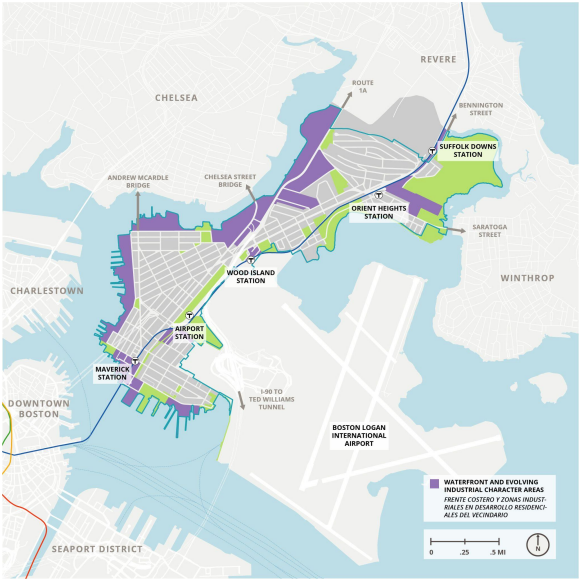 REVERE
ROUTE
1A
CHELSEA
BENNINGTON
STREET
SUFFOLK DOWNS
STATION
ANDREW MCARDLE
BRIDGE
CHELSEA STREET
BRIDGE
ORIENT HEIGHTS
STATION
SARATOGA
STREET
WOOD ISLAND
STATION
WINTHROP
CHARLESTOWN
AIRPORT
STATION
MAVERICK
STATION
I-90 TO
TED WILLIAMS
TUNNEL
DOWNTOWN
BOSTON
BOSTON LOGAN
INTERNATIONAL
AIRPORT
WATERFRONT AND EVOLVING
INDUSTRIAL CHARACTER AREAS
FRENTE COSTERO Y ZONAS INDUST-
RIALES EN DESARROLLO RESIDENCI-
ALES DEL VECINDARIO
0 .25 .5 MI
N
SEAPORT DISTRICT